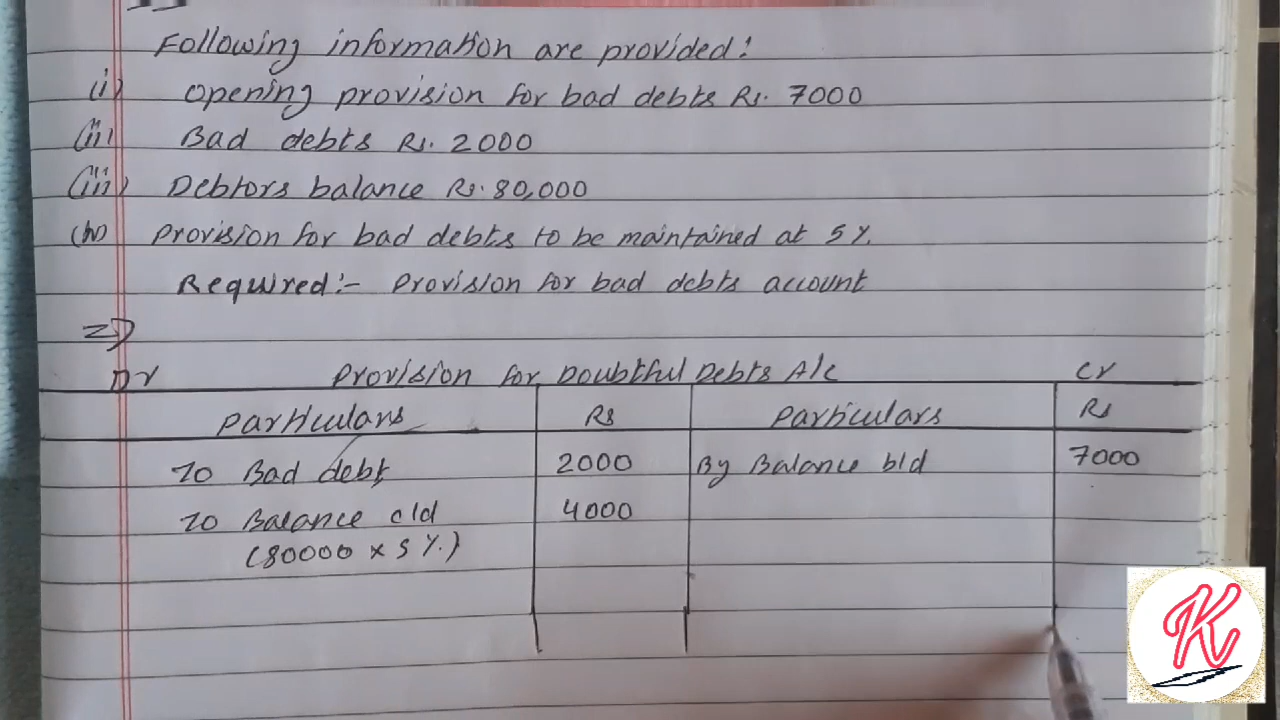 Following information are provided:
(i) Opening provision for bad debts Rs. 7000
(ii) Bad debts Rs. 2000
(iii) Debtors balance Rs. 80,000
(iv) Provision for bad debts to be maintained at 5%.
Required:- Provision for bad debts account
=>
Dr Provision for Doubtful Debts A/c Cr
Particulars Rs Particulars Rs
To Bad debt 2000 By Balance b/d 7000
To Balance c/d 4000
(80000 x 5%.)
K